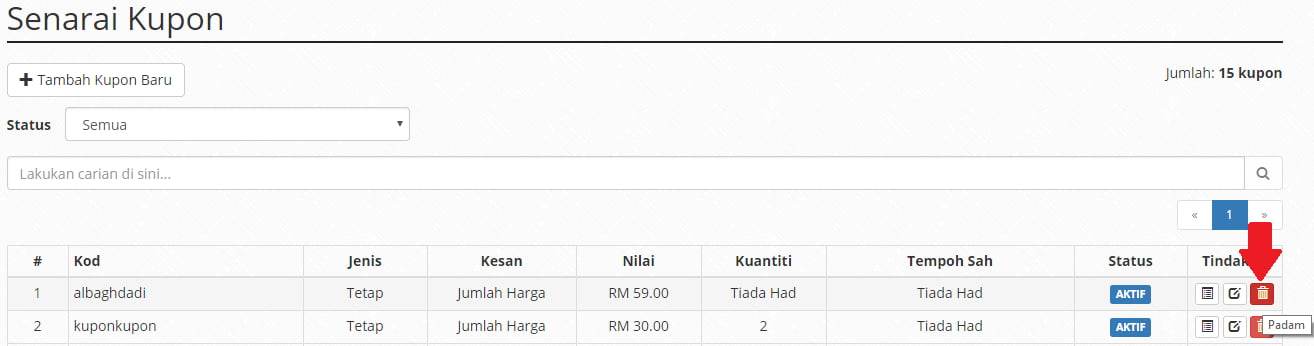 Senarai Kupon
Tambah Kupon Baru
Jumlah: 15 kupon
Status Semua
Lakukan carian di sini...
« 1 »
# Kod Jenis Kesan Nilai Kuantiti Tempoh Sah Status
1 albaghdadi Tetap Jumlah Harga RM 59.00 Tiada Had Tiada Had AKTIF
2 kuponkupon Tetap Jumlah Harga RM 30.00 2 Tiada Had AKTIF
Padam